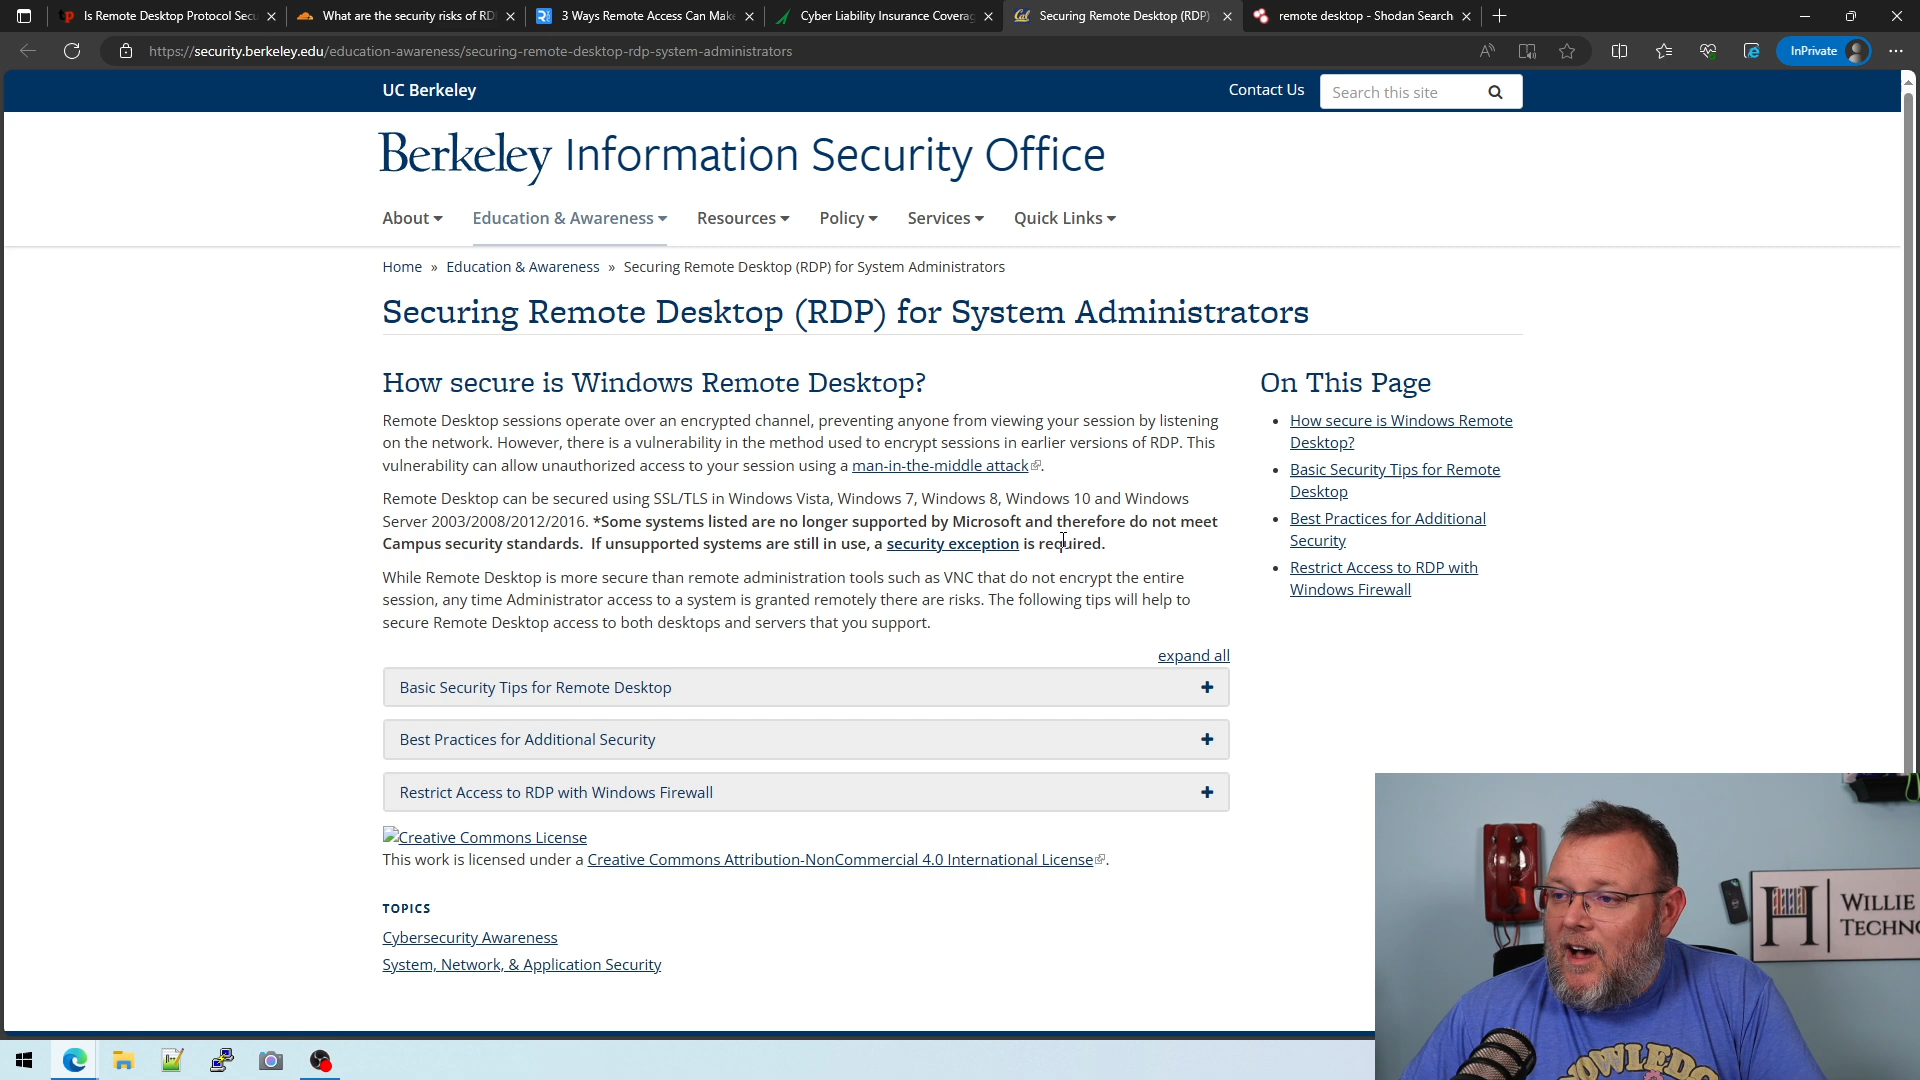 Is Remote Desktop Protocol Secu
What are the security risks of RD
3 Ways Remote Access Can Make
Cyber Liability Insurance Coverag
Securing Remote Desktop (RDP)
remote desktop - Shodan Search
https://security.berkeley.edu/education-awareness/securing-remote-desktop-rdp-system-administrators
InPrivate
UC Berkeley
Contact Us
Search this site
Berkeley Information Security Office
About
Education & Awareness
Resources
Policy
Services
Quick Links
Home » Education & Awareness » Securing Remote Desktop (RDP) for System Administrators
Securing Remote Desktop (RDP) for System Administrators
How secure is Windows Remote Desktop?
Remote Desktop sessions operate over an encrypted channel, preventing anyone from viewing your session by listening
on the network. However, there is a vulnerability in the method used to encrypt sessions in earlier versions of RDP. This
vulnerability can allow unauthorized access to your session using a man-in-the-middle attack.
Remote Desktop can be secured using SSL/TLS in Windows Vista, Windows 7, Windows 8, Windows 10 and Windows
Server 2003/2008/2012/2016. *Some systems listed are no longer supported by Microsoft and therefore do not meet
Campus security standards. If unsupported systems are still in use, a security exception is required.
While Remote Desktop is more secure than remote administration tools such as VNC that do not encrypt the entire
session, any time Administrator access to a system is granted remotely there are risks. The following tips will help to
secure Remote Desktop access to both desktops and servers that you support.
expand all
Basic Security Tips for Remote Desktop
Best Practices for Additional Security
Restrict Access to RDP with Windows Firewall
Creative Commons License
This work is licensed under a Creative Commons Attribution-NonCommercial 4.0 International License.
TOPICS
Cybersecurity Awareness
System, Network, & Application Security
On This Page
How secure is Windows Remote
Desktop?
Basic Security Tips for Remote
Desktop
Best Practices for Additional
Security
Restrict Access to RDP with
Windows Firewall
WILLIE
TECHNO
KNOWLEDG